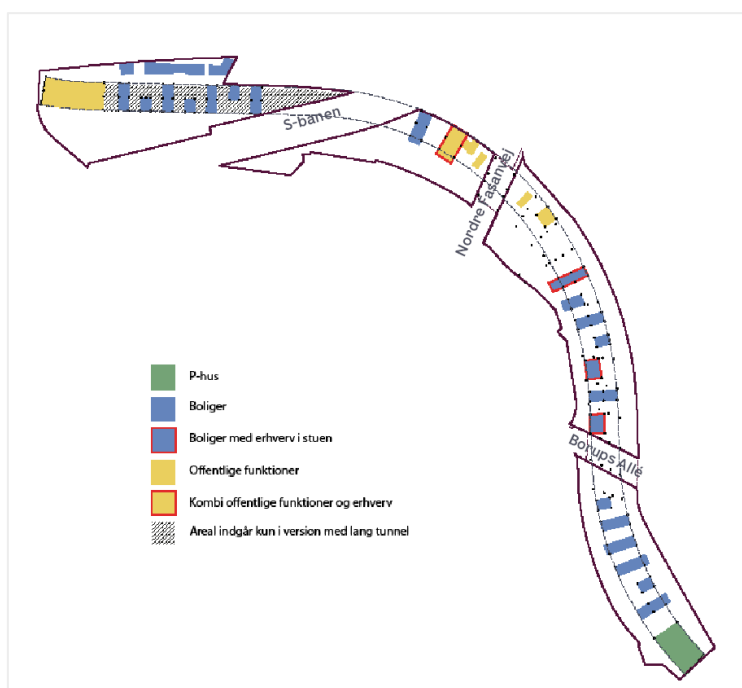 S-banen
Nordre Fasanvej
P-hus
Boliger
Boliger med erhverv i stuen
Borups Allé
Offentlige funktioner
Kombi offentlige funktioner og erhverv
Areal indgår kun i version med lang tunnel